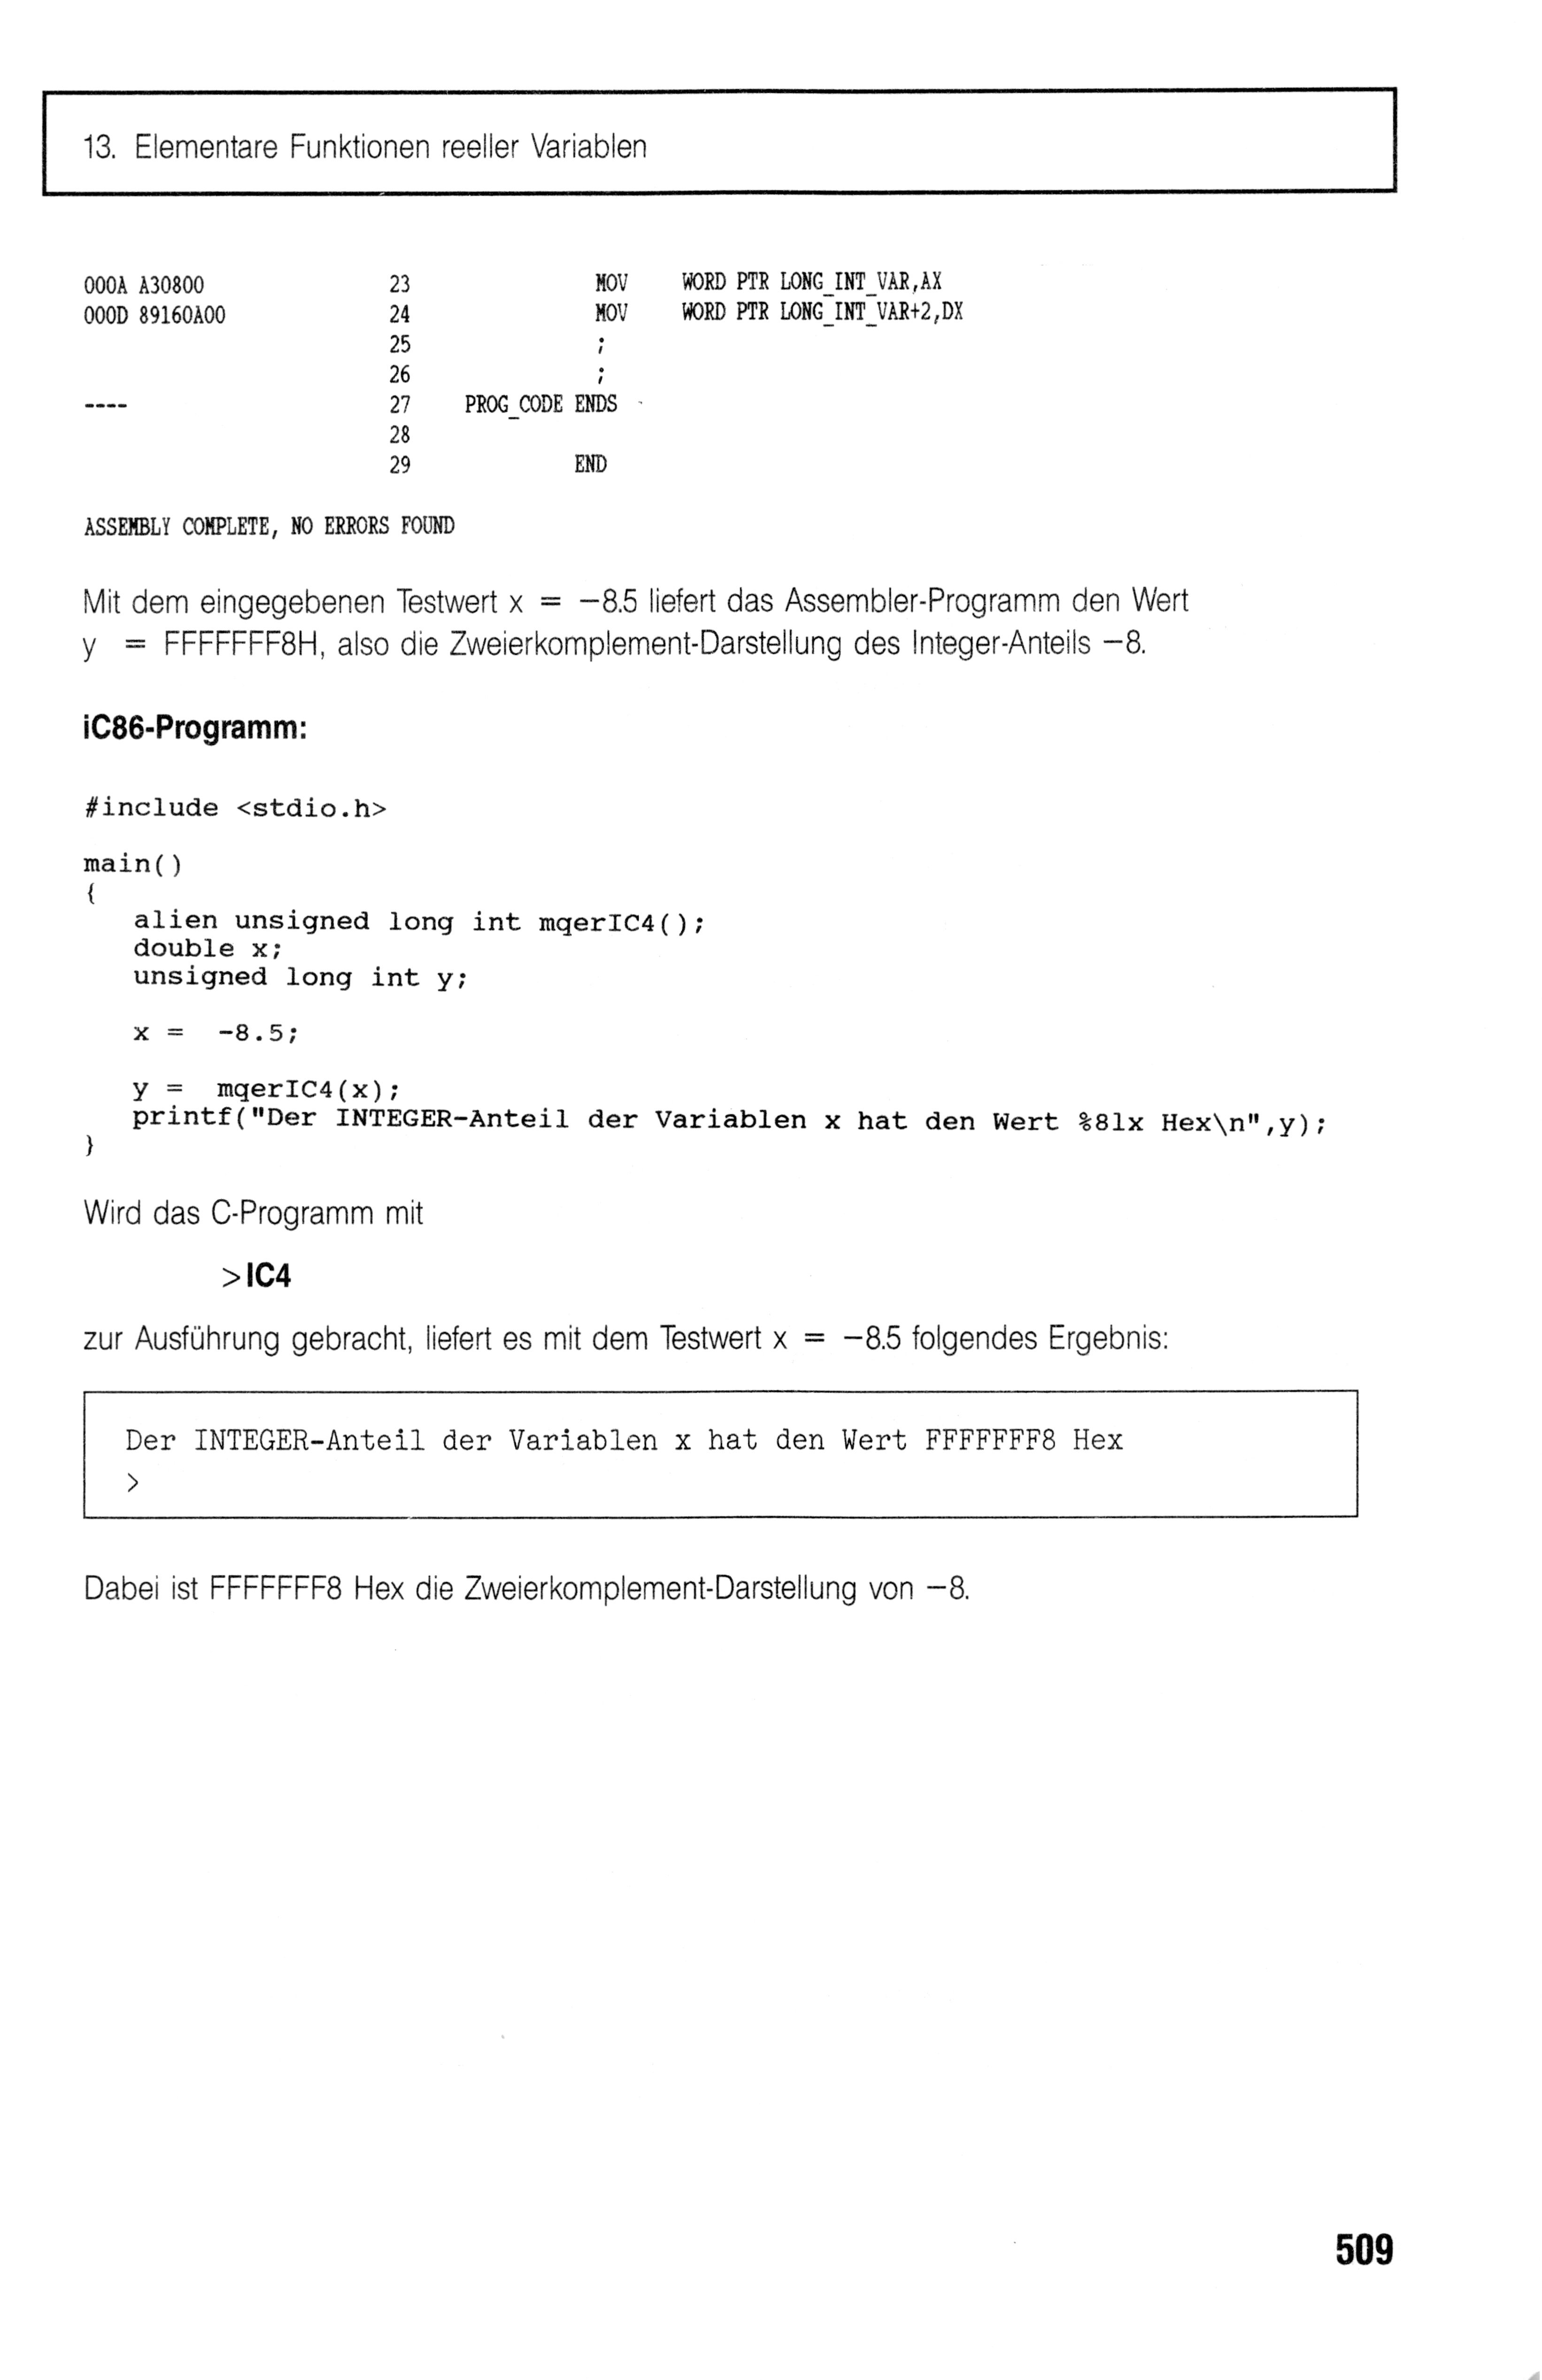 13. Elementare Funktionen reeller Variablen
000A A30800 23 MOV WORD PTR LONG_INT_VAR,AX
000D 89160A00 24 MOV WORD PTR LONG_INT_VAR+2,DX
25 ;
26 ;
---- 27 PROG_CODE ENDS
28
29 END
ASSEMBLY COMPLETE, NO ERRORS FOUND
Mit dem eingegebenen Testwert x = −8.5 liefert das Assembler-Programm den Wert
y = FFFFFFF8H, also die Zweierkomplement-Darstellung des Integer-Anteils −8.
iC86-Programm:
#include <stdio.h>
main()
{
alien unsigned long int mqerIC4();
double x;
unsigned long int y;
x = -8.5;
y = mqerIC4(x);
printf("Der INTEGER-Anteil der Variablen x hat den Wert %8lx Hex\n",y);
}
Wird das C-Programm mit
>IC4
zur Ausführung gebracht, liefert es mit dem Testwert x = −8.5 folgendes Ergebnis:
Der INTEGER-Anteil der Variablen x hat den Wert FFFFFFF8 Hex
>
Dabei ist FFFFFFF8 Hex die Zweierkomplement-Darstellung von −8.
509